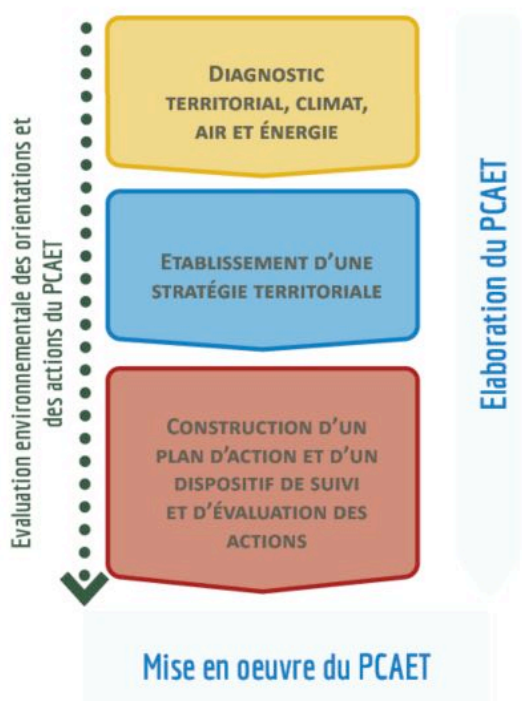 Evaluation environnementale des orientations et
des actions du PCAET
DIAGNOSTIC
TERRITORIAL, CLIMAT,
AIR ET ÉNERGIE
ETABLISSEMENT D'UNE
STRATÉGIE TERRITORIALE
CONSTRUCTION D'UN
PLAN D'ACTION ET D'UN
DISPOSITIF DE SUIVI
ET D'ÉVALUATION DES
ACTIONS
Elaboration du PCAET
Mise en oeuvre du PCAET